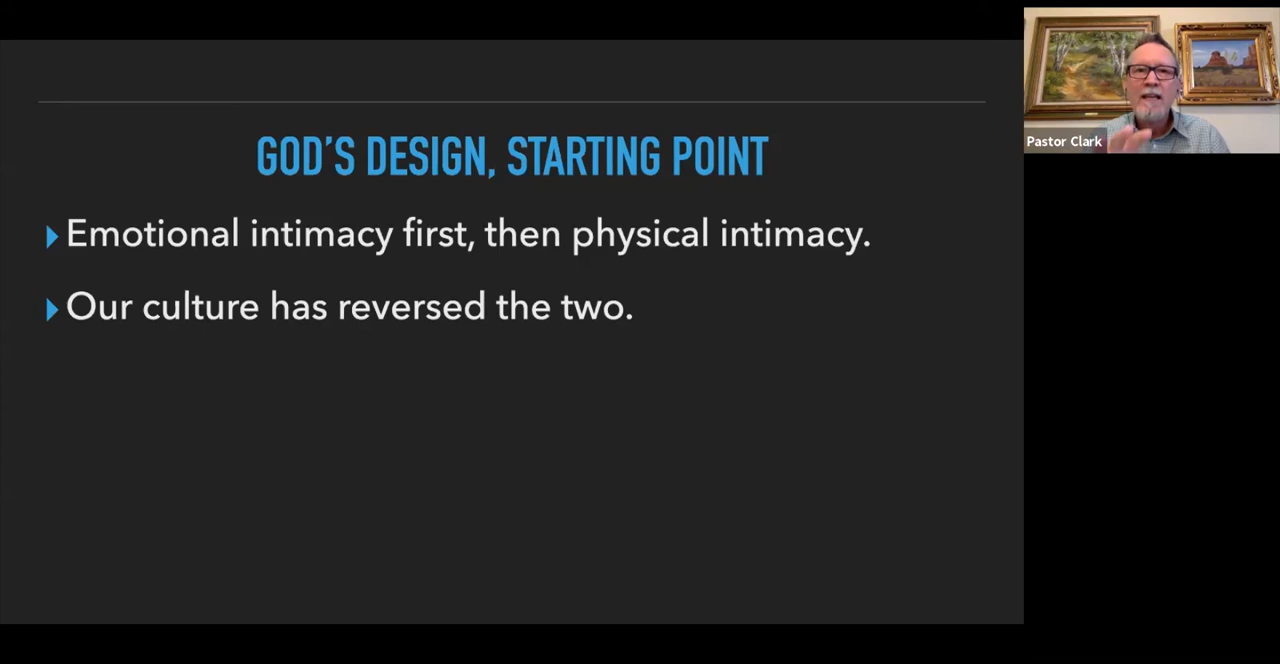 GOD'S DESIGN, STARTING POINT
Emotional intimacy first, then physical intimacy.
Our culture has reversed the two.
Pastor Clark